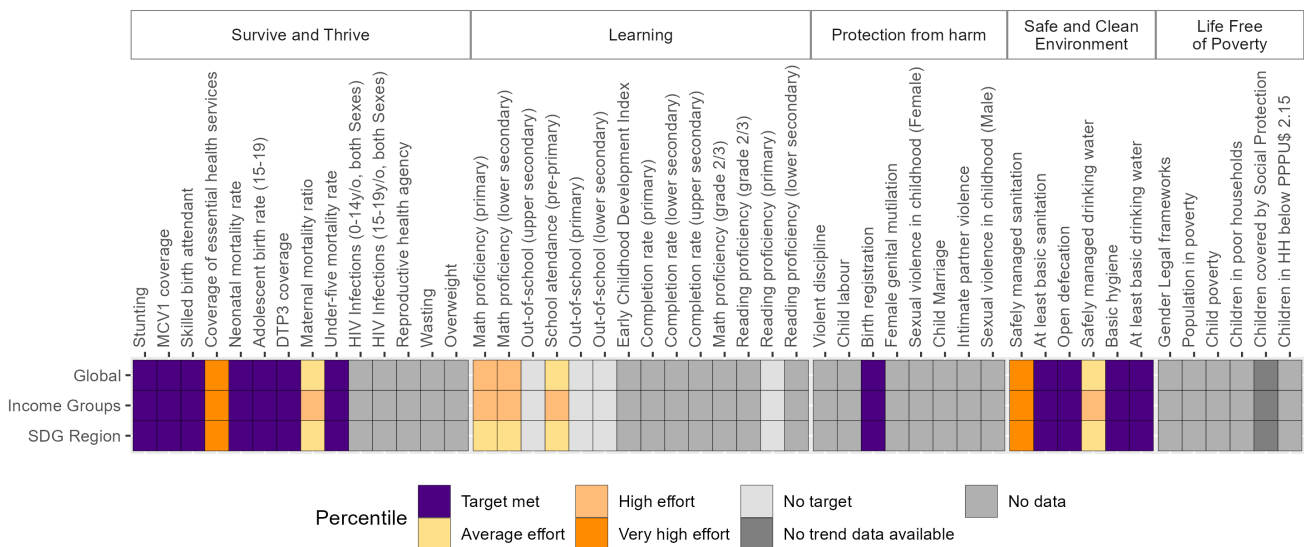 Survive and Thrive
Learning
Protection from harm
Safe and Clean
Environment
Life Free
of Poverty
Stunting
MCV1 coverage
Skilled birth attendant
Coverage of essential health services
Neonatal mortality rate
Adolescent birth rate (15-19)
DTP3 coverage
Maternal mortality ratio
Under-five mortality rate
HIV Infections (0-14y/o, both Sexes)
HIV Infections (15-19y/o, both Sexes)
Reproductive health agency
Wasting
Overweight
Math proficiency (primary)
Math proficiency (lower secondary)
Out-of-school (upper secondary)
School atendance (pre-primary)
Out-of-school (primary)
Out-of-school (lower secondary)
Early Childhood Development Index
Completion rate (primary)
Completion rate (lower secondary)
Completion rate (upper secondary)
Math proficiency (grade 2/3)
Reading proficiency (grade 2/3)
Reading proficiency (primary)
Reading proficiency (lower secondary)
Violent discipline
Child labour
Birth registration
Female genital mutilation
Sexual violence in childhood (Female)
Child Marriage
Intimate partner violence
Sexual violence in childhood (Male)
Safely managed sanitation
At least basic sanitation
Open defecation
Safely managed drinking water
Basic hygiene
At least basic drinking water
Gender Legal frameworks
Population in poverty
Child poverty
Children in poor households
Children covered by Social Protection
Children in HH below PPPU$ 2.15
Global
Income Groups
SDG Region
Percentile
Target met
High effort
No target
No data
Average effort
Very high effort
No trend data available